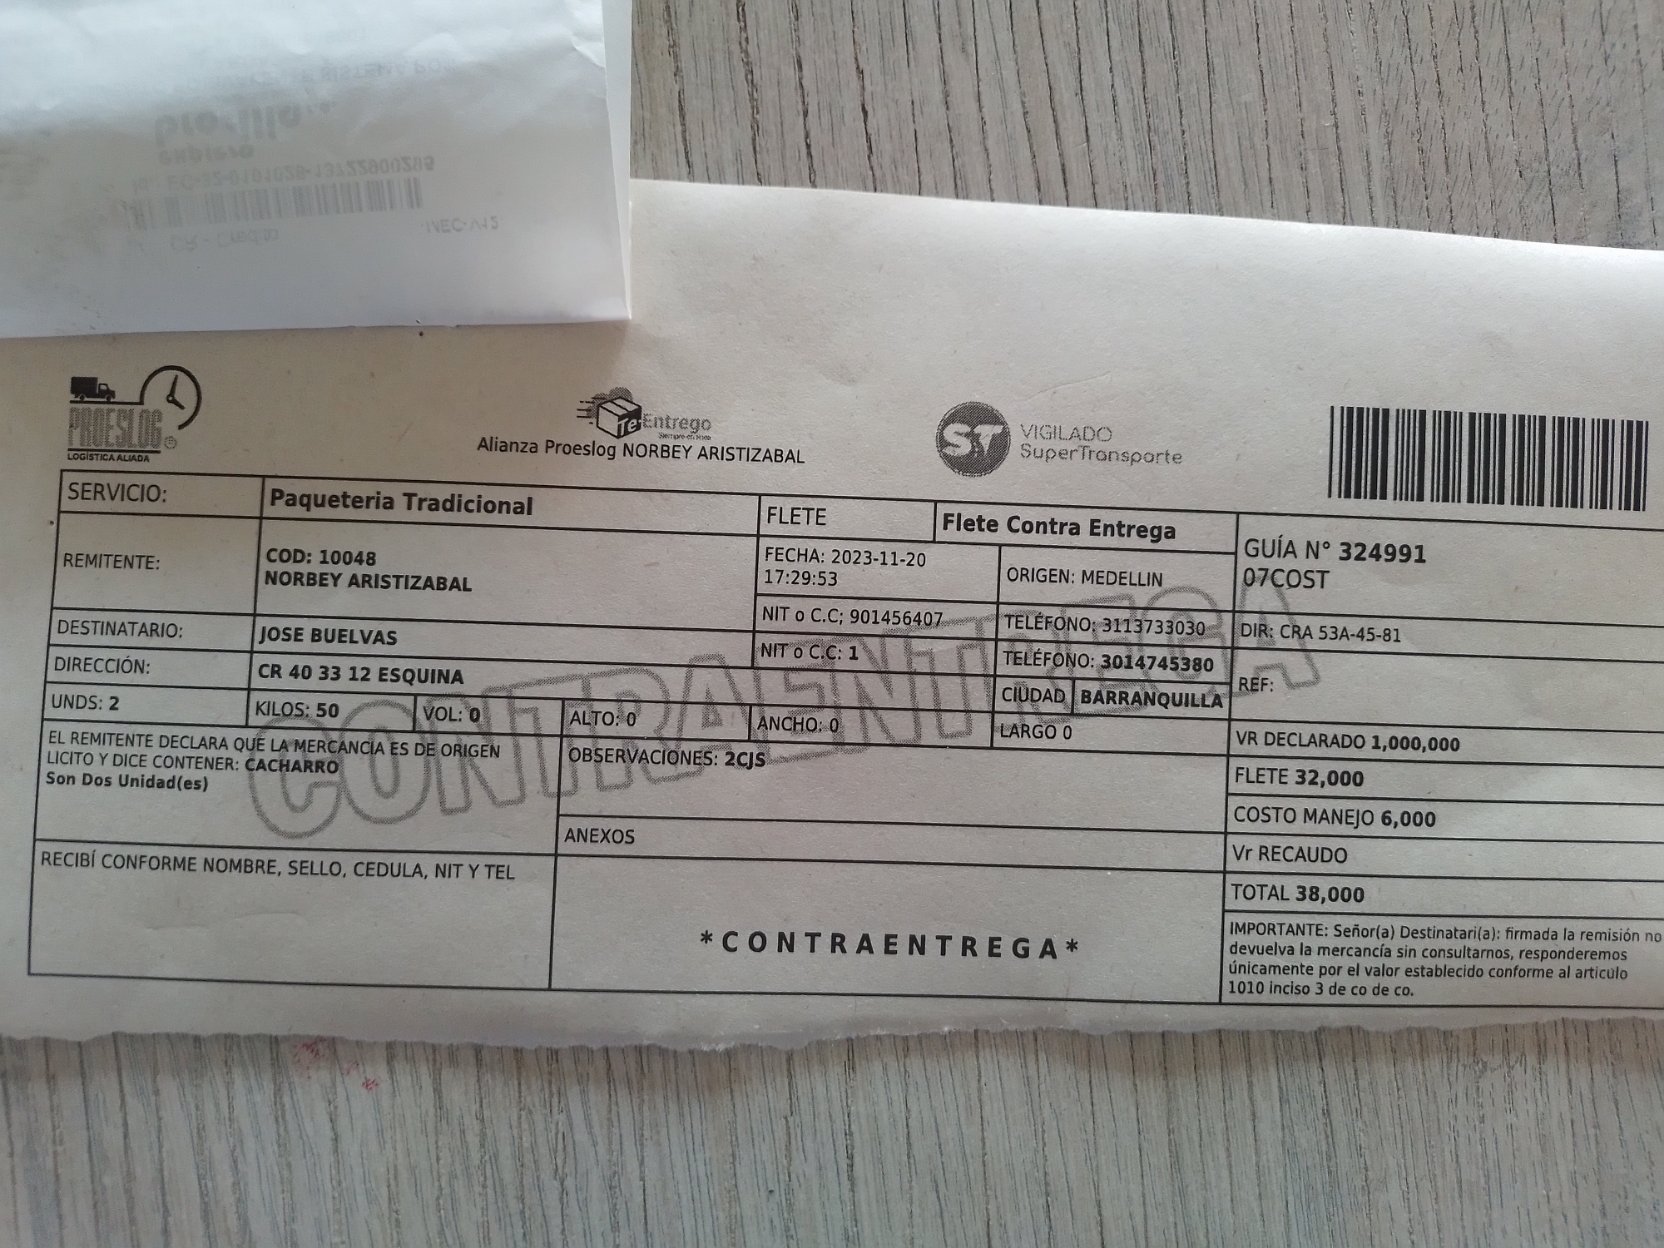 PROESLOG
LOGÍSTICA ALIADA
Te Entrego
Alianza Proeslog NORBEY ARISTIZABAL
ST VIGILADO
SuperTransporte
SERVICIO: Paqueteria Tradicional FLETE Flete Contra Entrega
GUÍA N° 324991
07COST
REMITENTE: COD: 10048
NORBEY ARISTIZABAL
FECHA: 2023-11-20
17:29:53
ORIGEN: MEDELLIN
NIT o C.C; 901456407 TELÉFONO: 3113733030 DIR: CRA 53A-45-81
DESTINATARIO: JOSE BUELVAS NIT o C.C: 1 TELÉFONO: 3014745380
DIRECCIÓN: CR 40 33 12 ESQUINA CIUDAD BARRANQUILLA REF:
UNDS: 2 KILOS: 50 VOL: 0 ALTO: 0 ANCHO: 0 LARGO 0
CONTRAENTREGA
EL REMITENTE DECLARA QUE LA MERCANCIA ES DE ORIGEN
LICITO Y DICE CONTENER: CACHARRO
Son Dos Unidad(es)
OBSERVACIONES: 2CJS
ANEXOS
VR DECLARADO 1,000,000
FLETE 32,000
COSTO MANEJO 6,000
Vr RECAUDO
TOTAL 38,000
RECIBÍ CONFORME NOMBRE, SELLO, CEDULA, NIT Y TEL
*CONTRAENTREGA*
IMPORTANTE: Señor(a) Destinatari(a): firmada la remisión no
devuelva la mercancía sin consultarnos, responderemos
únicamente por el valor establecido conforme al articulo
1010 inciso 3 de co de co.